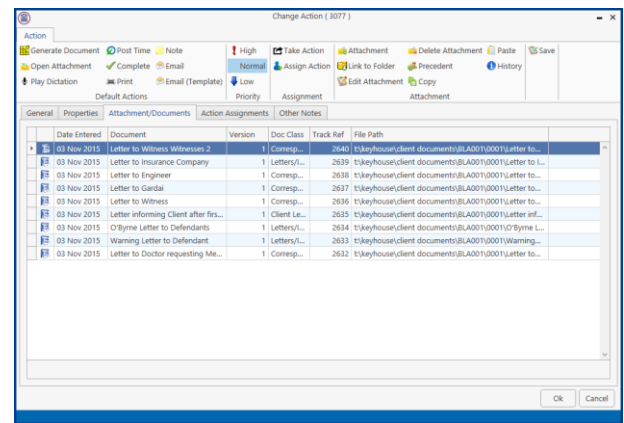 Change Action ( 3077 )
Action
Generate Document Post Time Note High Take Action Attachment Delete Attachment Paste Save
Open Attachment Complete Email Normal Assign Action Link to Folder Precedent History
Play Dictation Print Email (Template) Low Edit Attachment Copy
Default Actions Priority Assignment Attachment
General Properties Attachment/Documents Action Assignments Other Notes
Date Entered Document Version Doc Class Track Ref File Path
03 Nov 2015 Letter to Witness Witnesses 2 1 Corresp... 2640 t:\keyhouse\client documents\BLA001\0001\Letter to...
03 Nov 2015 Letter to Insurance Company 1 Letters/I... 2639 t:\keyhouse\client documents\BLA001\0001\Letter to I...
03 Nov 2015 Letter to Engineer 1 Corresp... 2638 t:\keyhouse\client documents\BLA001\0001\Letter to...
03 Nov 2015 Letter to Gardai 1 Corresp... 2637 t:\keyhouse\client documents\BLA001\0001\Letter to...
03 Nov 2015 Letter to Witness 1 Corresp... 2636 t:\keyhouse\client documents\BLA001\0001\Letter to...
03 Nov 2015 Letter informing Client after firs... 1 Client Le... 2635 t:\keyhouse\client documents\BLA001\0001\Letter inf...
03 Nov 2015 O'Byrne Letter to Defendants 1 Letters/I... 2634 t:\keyhouse\client documents\BLA001\0001\O'Byrne L...
03 Nov 2015 Warning Letter to Defendant 1 Letters/I... 2633 t:\keyhouse\client documents\BLA001\0001\Warning...
03 Nov 2015 Letter to Doctor requesting Me... 1 Corresp... 2632 t:\keyhouse\client documents\BLA001\0001\Letter to...
Ok Cancel